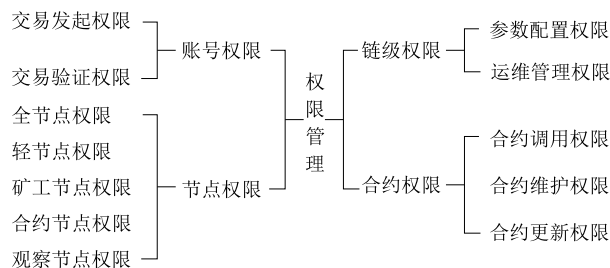 交易发起权限
交易验证权限
账号权限
全节点权限
轻节点权限
矿工节点权限
合约节点权限
观察节点权限
节点权限
权限管理
链级权限
参数配置权限
运维管理权限
合约权限
合约调用权限
合约维护权限
合约更新权限